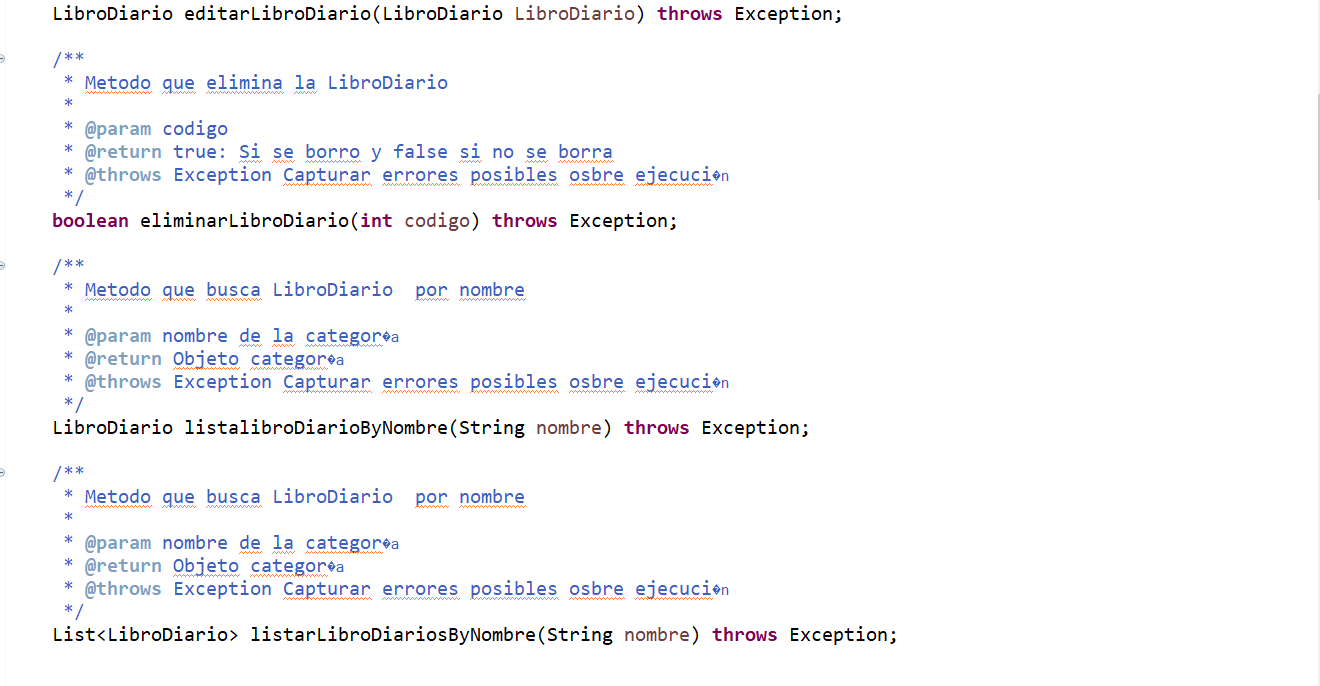 LibroDiario editarLibroDiario(LibroDiario LibroDiario) throws Exception;
/**
* Metodo que elimina la LibroDiario
*
* @param codigo
* @return true: Si se borro y false si no se borra
* @throws Exception Capturar errores posibles osbre ejecuci�n
*/
boolean eliminarLibroDiario(int codigo) throws Exception;
/**
* Metodo que busca LibroDiario  por nombre
*
* @param nombre de la categor�a
* @return Objeto categor�a
* @throws Exception Capturar errores posibles osbre ejecuci�n
*/
LibroDiario listalibroDiarioByNombre(String nombre) throws Exception;
/**
* Metodo que busca LibroDiario  por nombre
*
* @param nombre de la categor�a
* @return Objeto categor�a
* @throws Exception Capturar errores posibles osbre ejecuci�n
*/
List<LibroDiario> listarLibroDiariosByNombre(String nombre) throws Exception;